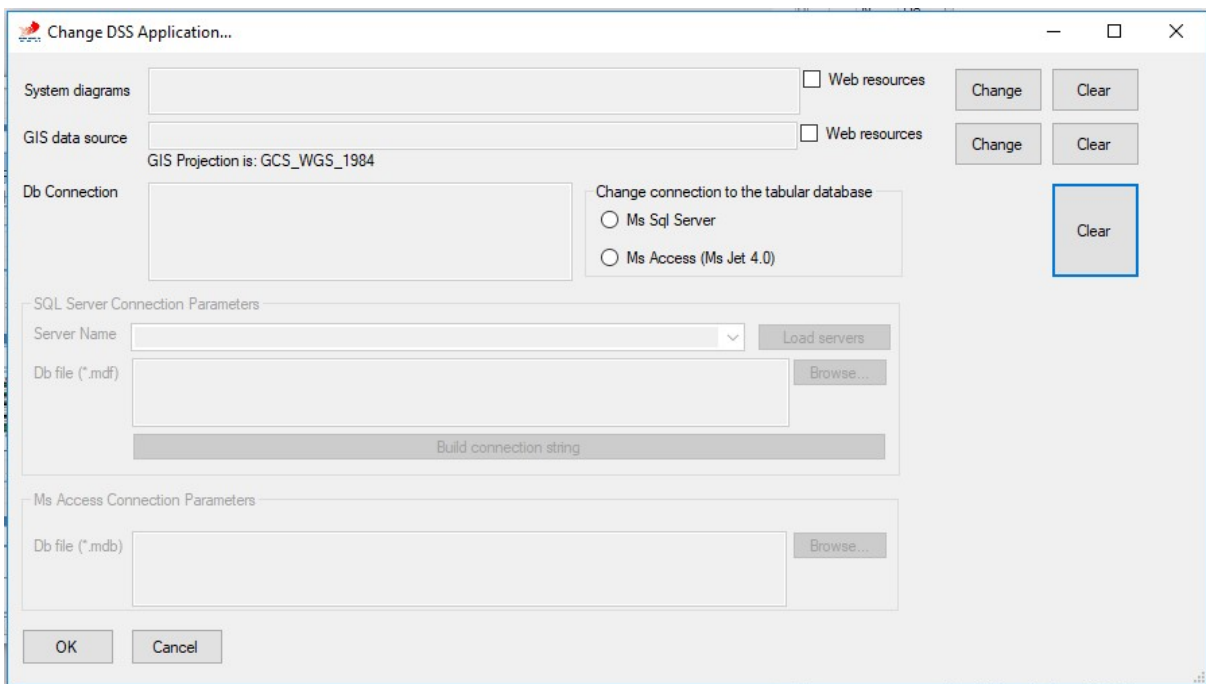 Change DSS Application...
System diagrams
Web resources
Change
Clear
GIS data source
Web resources
Change
Clear
GIS Projection is: GCS_WGS_1984
Db Connection
Change connection to the tabular database
Ms Sql Server
Ms Access (Ms Jet 4.0)
Clear
SQL Server Connection Parameters
Server Name
Load servers
Db file (*.mdf)
Browse...
Build connection string
Ms Access Connection Parameters
Db file (*.mdb)
Browse...
OK
Cancel